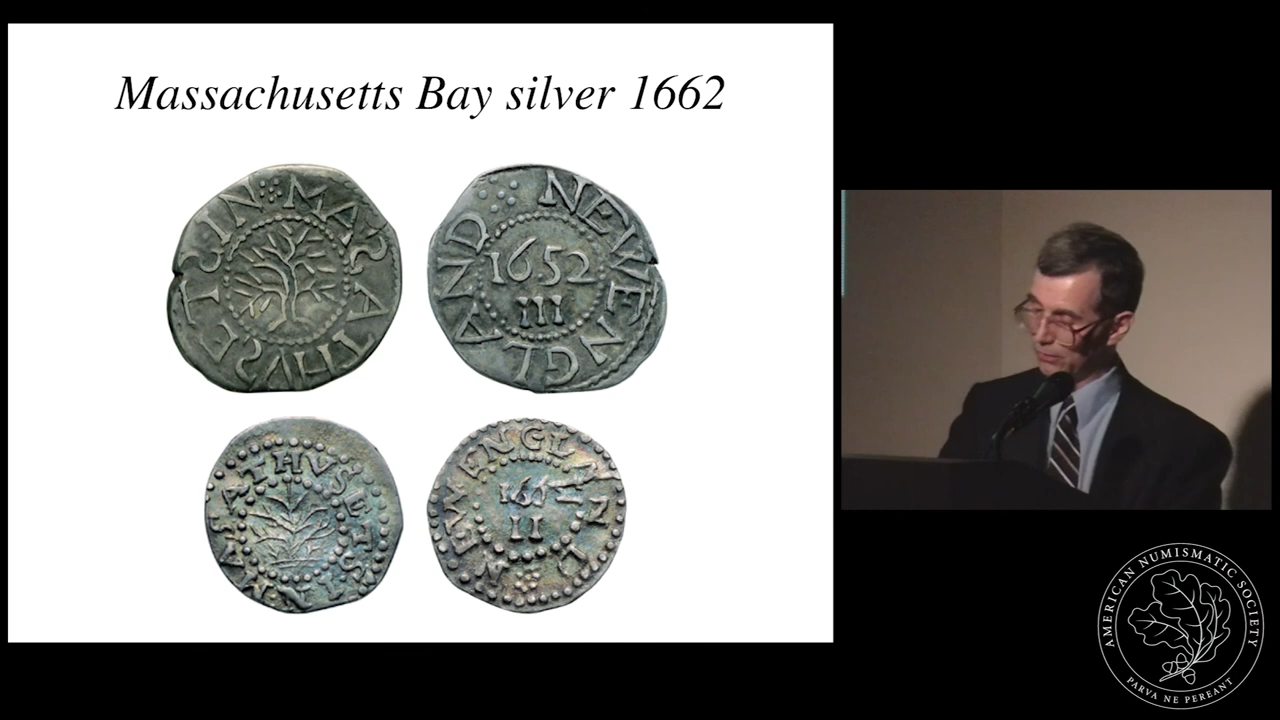 Massachusetts Bay silver 1662
MASATHVSETS IN
NEW ENGLAND
1652
III
MASATHVSETS IN
NEW ENGLAND
1662
II
AMERICAN NUMISMATIC SOCIETY
PARVA NE PEREANT